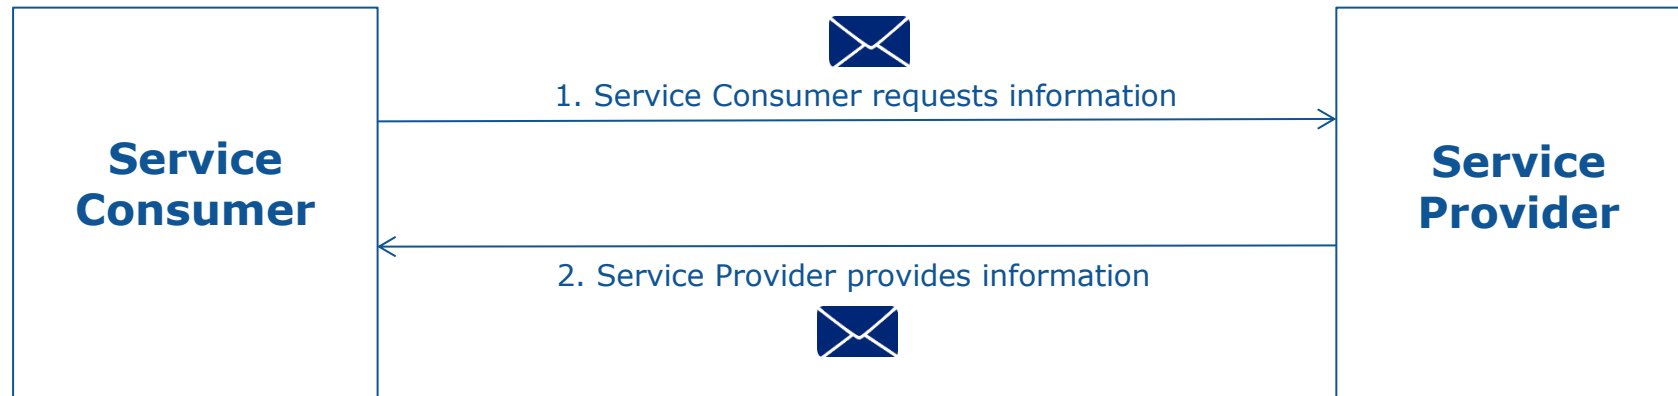 1. Service Consumer requests information
Service
Consumer
Service
Provider
2. Service Provider provides information